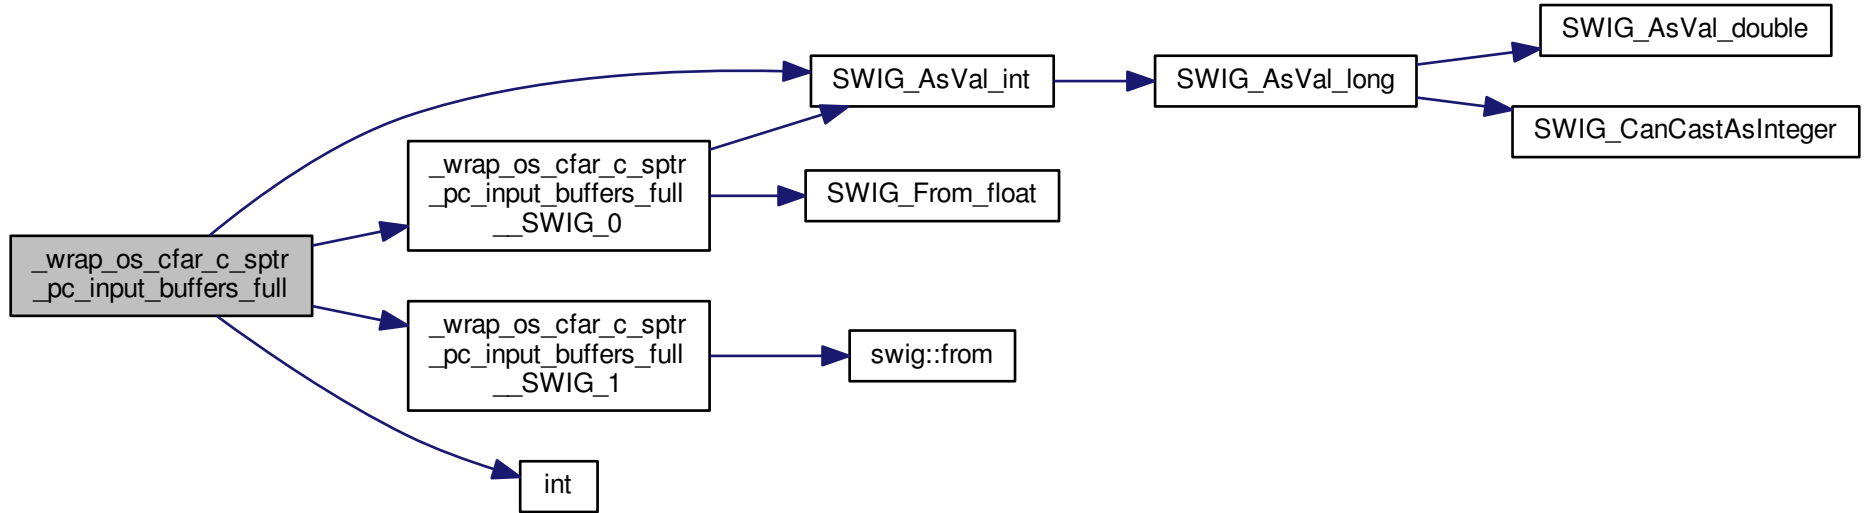 _wrap_os_cfar_c_sptr
_pc_input_buffers_full
_wrap_os_cfar_c_sptr
_pc_input_buffers_full
__SWIG_0
_wrap_os_cfar_c_sptr
_pc_input_buffers_full
__SWIG_1
int
SWIG_AsVal_int
SWIG_From_float
swig::from
SWIG_AsVal_long
SWIG_AsVal_double
SWIG_CanCastAsInteger